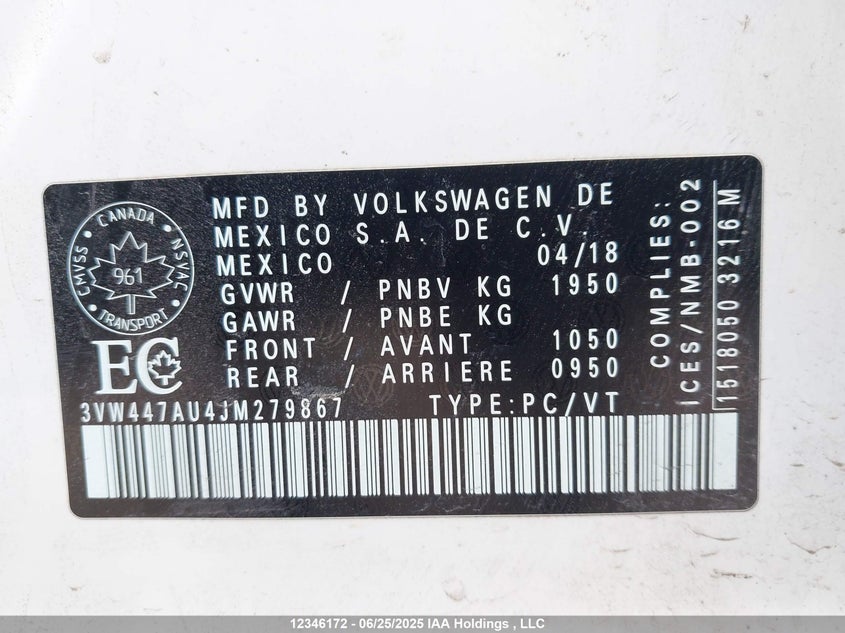 CANADA
CMVSS
NSVAC
961
TRANSPORT
EC
MFD BY VOLKSWAGEN DE
MEXICO S.A. DE C.V.
MEXICO 04/18
GVWR / PNBV KG 1950
GAWR / PNBE KG
FRONT / AVANT 1050
REAR / ARRIERE 0950
3VW447AU4JM279867 TYPE:PC/VT
COMPLIES:
ICES/NMB-002
1518050 3216 M
12346172 - 06/25/2025 IAA Holdings , LLC